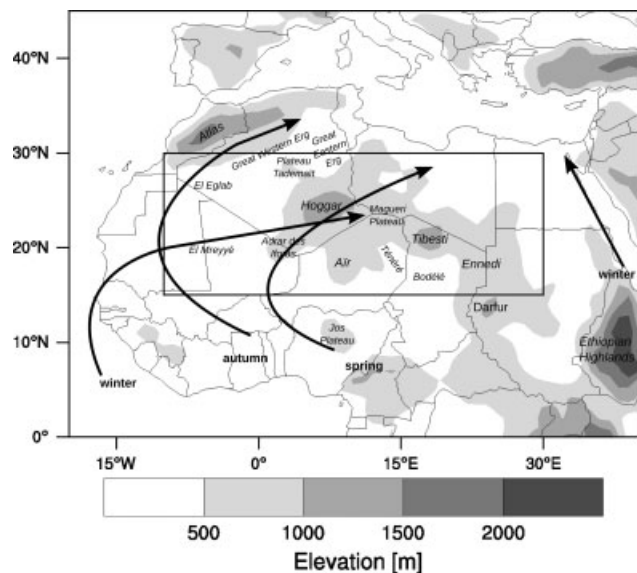 40°N
30°N
20°N
10°N
0°
Atlas
Great Western Erg
Great
Eastern
Erg
Plateau
Tademait
El Eglab
Hoggar
Magueri
Plateau
El Mreyyé
Adrar des
Iforas
Aïr
Ténéré
Tibesti
Bodélé
Ennedi
Darfur
winter
Jos
Plateau
autumn
spring
winter
Ethiopian
Highlands
15°W
0°
15°E
30°E
500
1000
1500
2000
Elevation [m]